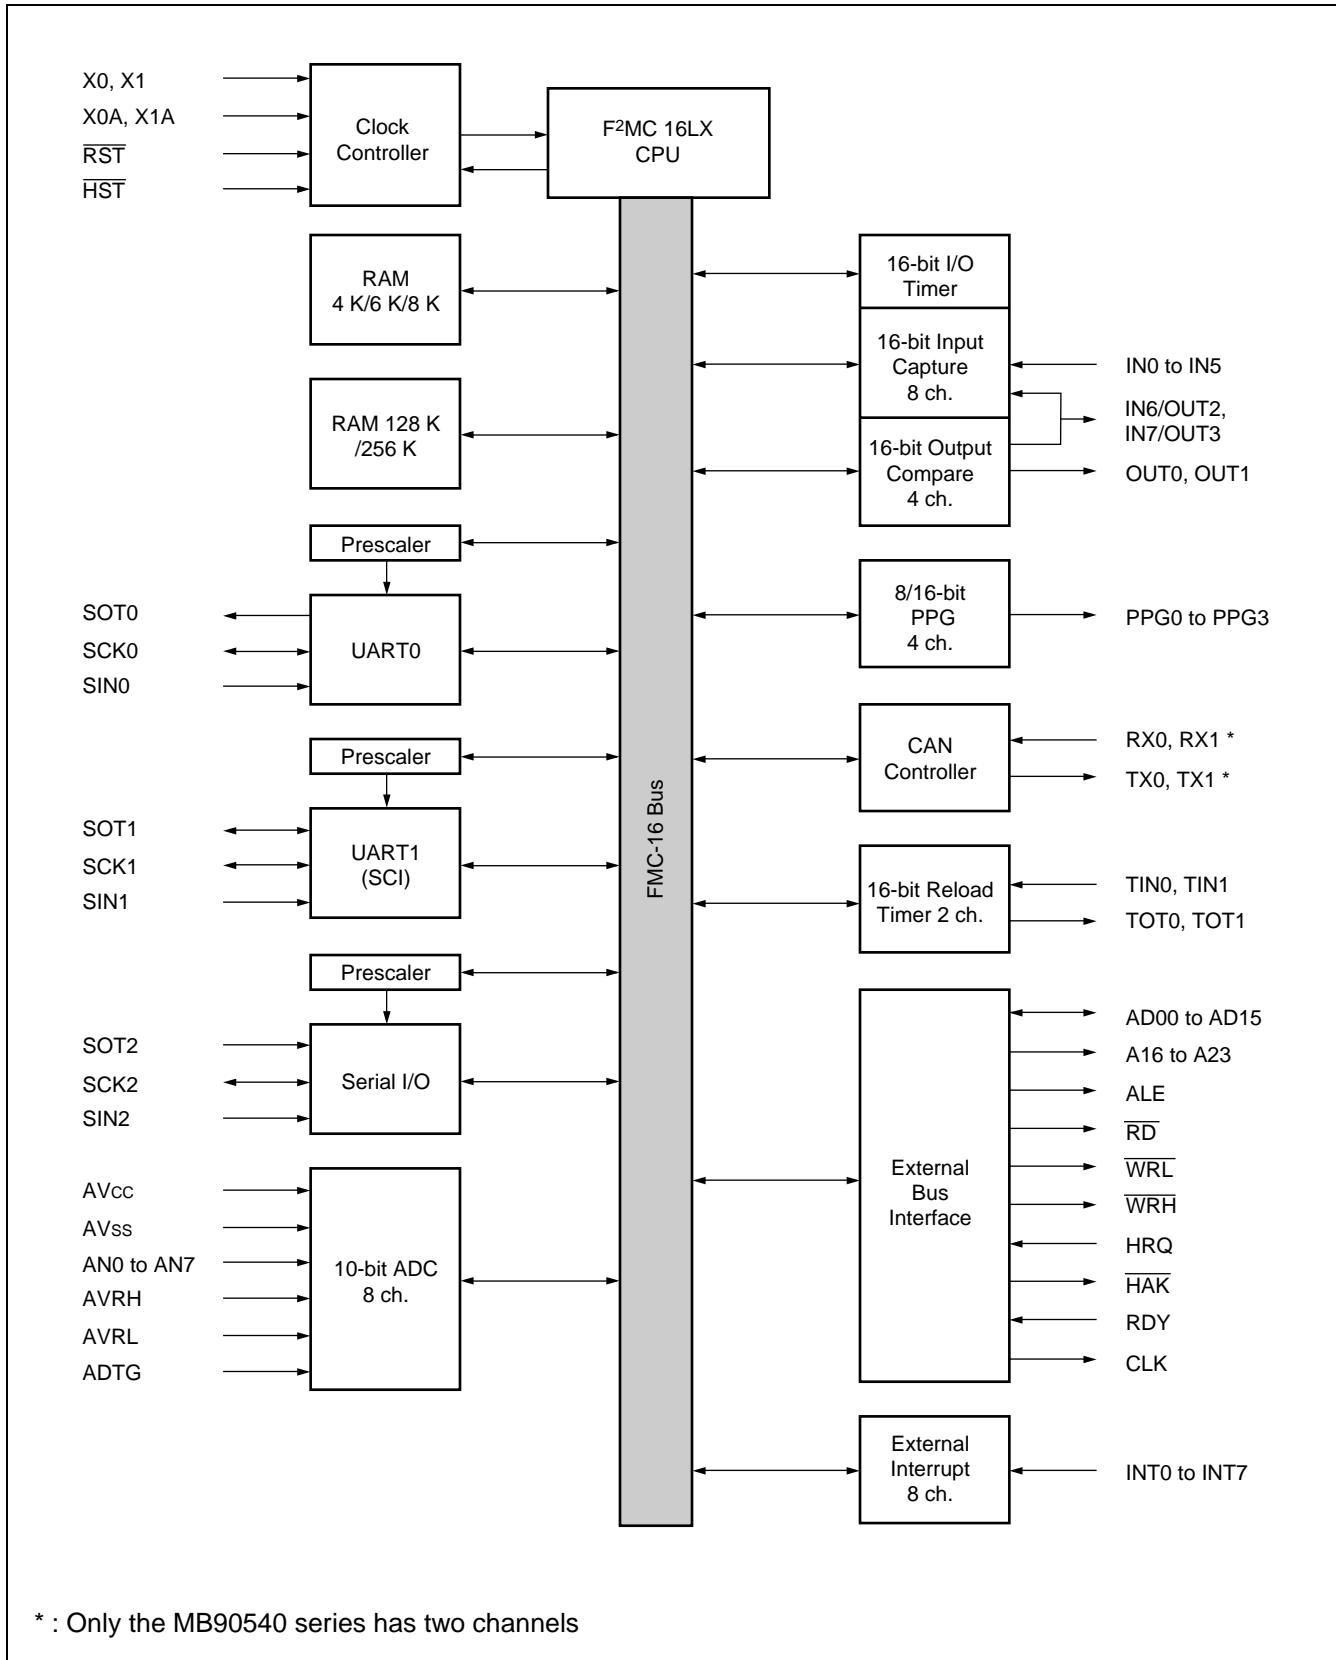 X0, X1
X0A, X1A
RST
HST
Clock
Controller
F²MC 16LX
CPU
RAM
4 K/6 K/8 K
RAM 128 K
/256 K
Prescaler
SOT0
SCK0
SIN0
UART0
Prescaler
SOT1
SCK1
SIN1
UART1
(SCI)
Prescaler
SOT2
SCK2
SIN2
Serial I/O
AVCC
AVSS
AN0 to AN7
AVRH
AVRL
ADTG
10-bit ADC
8 ch.
FMC-16 Bus
16-bit I/O
Timer
16-bit Input
Capture
8 ch.
16-bit Output
Compare
4 ch.
IN0 to IN5
IN6/OUT2,
IN7/OUT3
OUT0, OUT1
8/16-bit
PPG
4 ch.
PPG0 to PPG3
CAN
Controller
RX0, RX1 *
TX0, TX1 *
16-bit Reload
Timer 2 ch.
TIN0, TIN1
TOT0, TOT1
External
Bus
Interface
AD00 to AD15
A16 to A23
ALE
RD
WRL
WRH
HRQ
HAK
RDY
CLK
External
Interrupt
8 ch.
INT0 to INT7
* : Only the MB90540 series has two channels